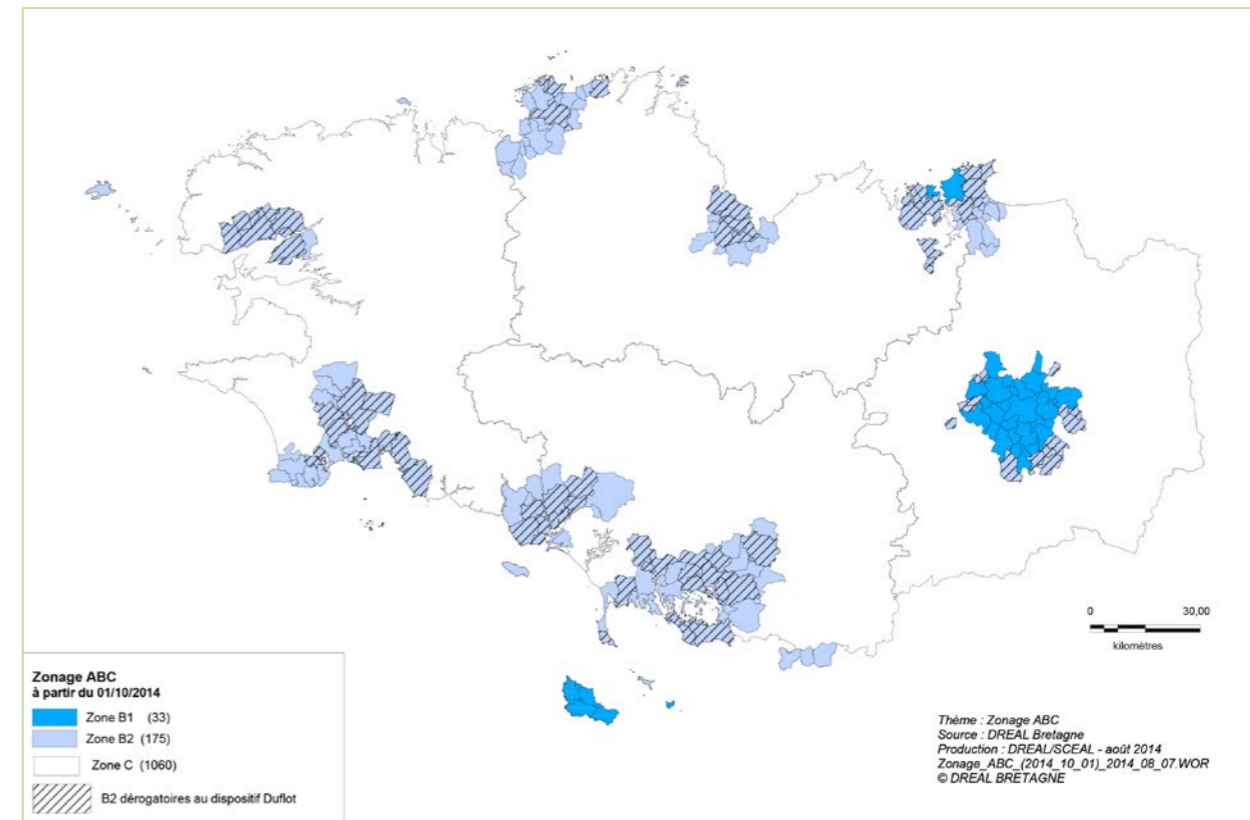 0 30,00
kilomètres
Zonage ABC
à partir du 01/10/2014
Zone B1 (33)
Zone B2 (175)
Zone C (1060)
B2 dérogatoires au dispositif Duflot
Thème : Zonage ABC
Source : DREAL Bretagne
Production : DREAL/SCEAL - août 2014
Zonage_ABC_(2014_10_01)_2014_08_07.WOR
© DREAL BRETAGNE